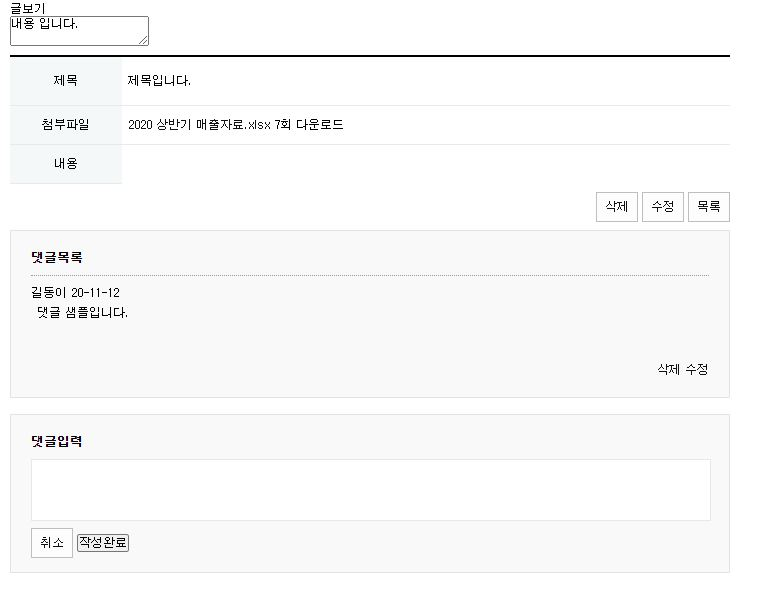 글보기
내용 입니다.
제목 제목입니다.
첨부파일 2020 상반기 매출자료.xlsx 7회 다운로드
내용
삭제 수정 목록
댓글목록
길동이 20-11-12
댓글 샘플입니다.
삭제 수정
댓글입력
취소 작성완료